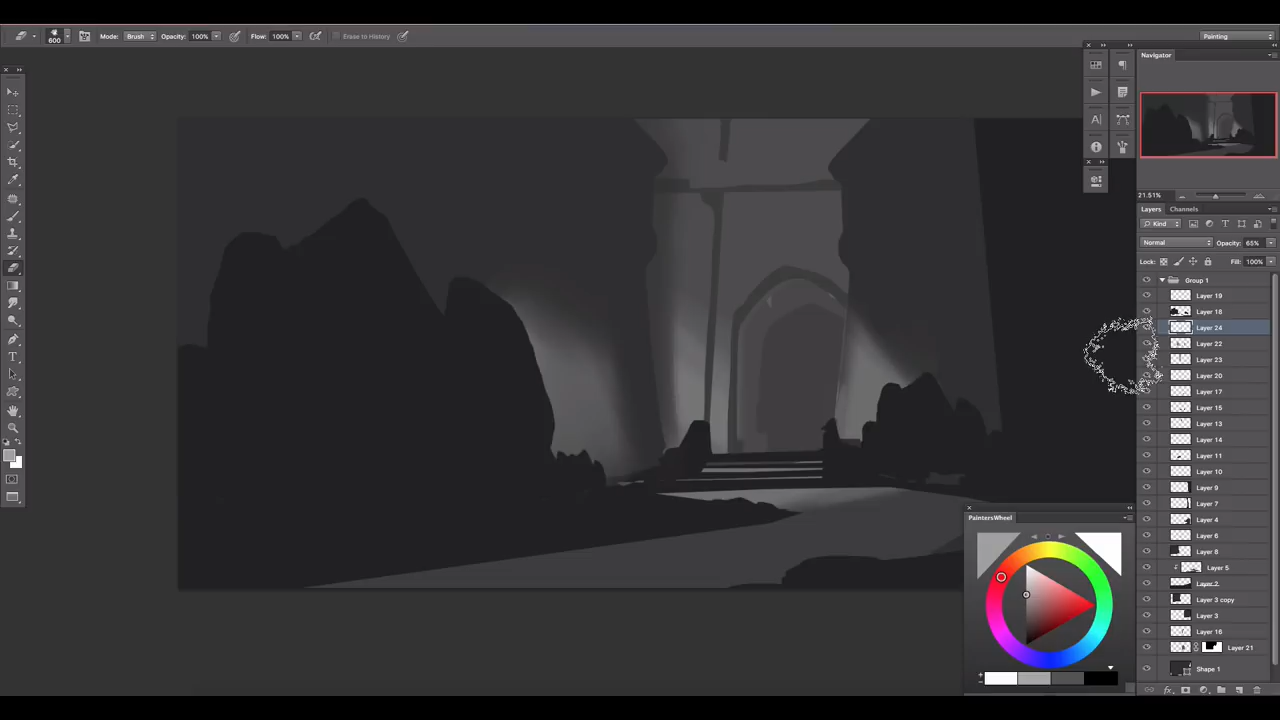 600
Mode: Brush Opacity: 100% Flow: 100% Erase to History Painting
Navigator
21.51%
Layers Channels
Kind
Normal Opacity: 65%
Lock: Fill: 100%
Group 1
Layer 19
Layer 18
Layer 24
Layer 22
Layer 23
Layer 20
Layer 17
Layer 15
Layer 13
Layer 14
Layer 11
Layer 10
Layer 9
Layer 7
Layer 4
Layer 6
Layer 8
Layer 5
Layer 2
Layer 3 copy
Layer 3
Layer 16
Layer 21
Shape 1
PaintersWheel